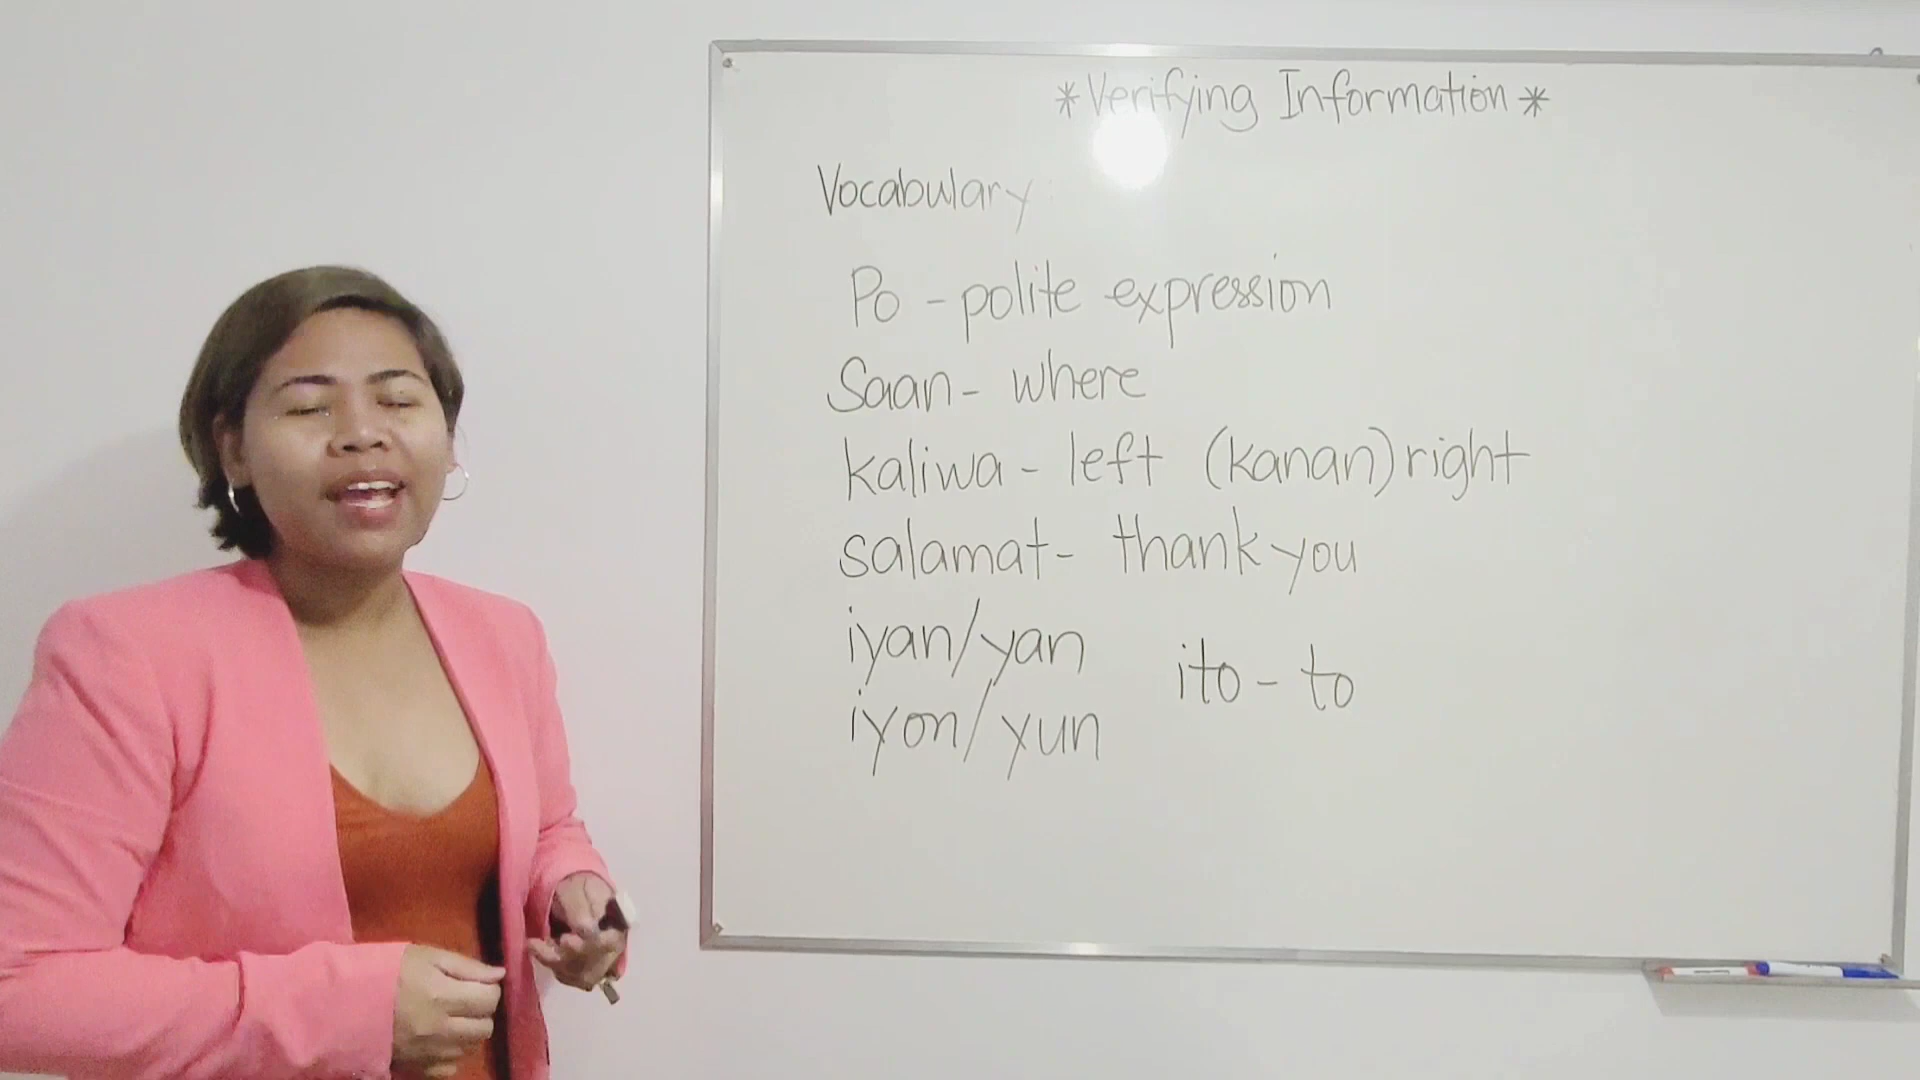 *Verifying Information*
Vocabulary
Po - polite expression
Saan - where
kaliwa - left (kanan) right
salamat - thank you
iyan/yan
ito - to
iyon/yun